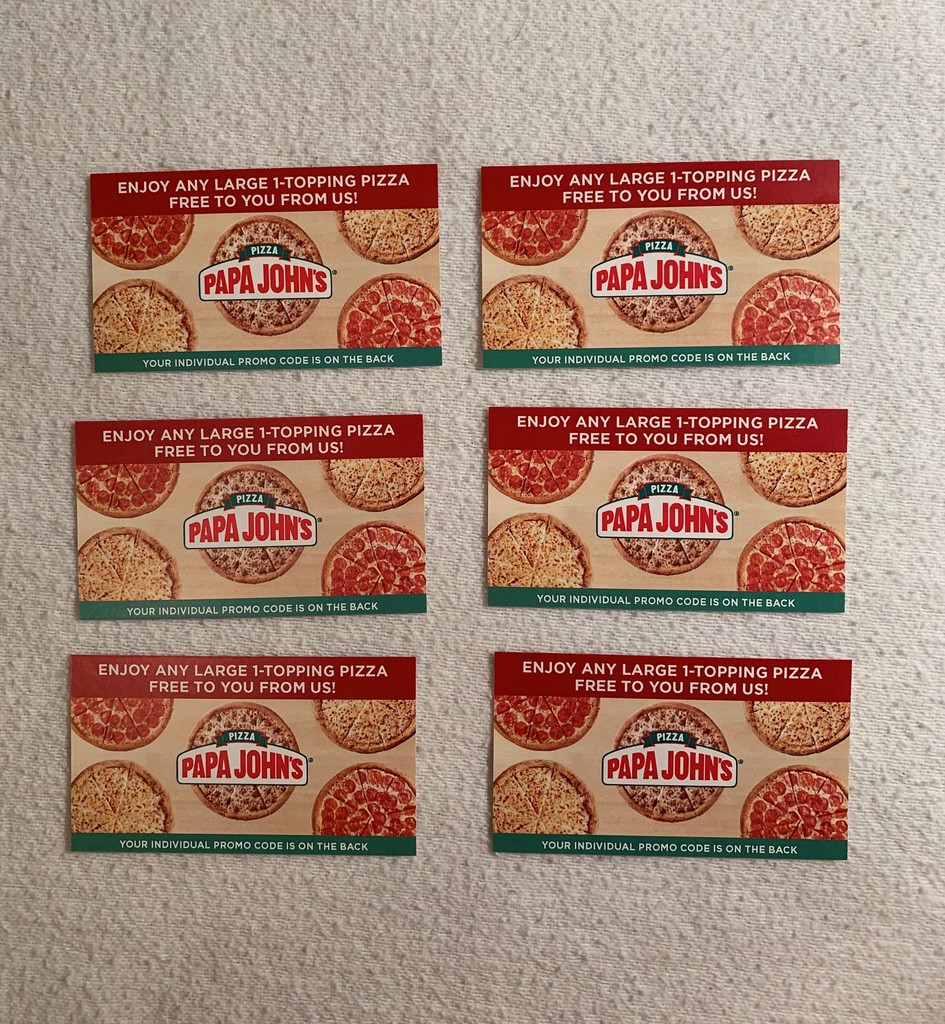 ENJOY ANY LARGE 1-TOPPING PIZZA
FREE TO YOU FROM US!
PIZZA
PAPA JOHN'S®
YOUR INDIVIDUAL PROMO CODE IS ON THE BACK
ENJOY ANY LARGE 1-TOPPING PIZZA
FREE TO YOU FROM US!
PIZZA
PAPA JOHN'S®
YOUR INDIVIDUAL PROMO CODE IS ON THE BACK
ENJOY ANY LARGE 1-TOPPING PIZZA
FREE TO YOU FROM US!
PIZZA
PAPA JOHN'S®
YOUR INDIVIDUAL PROMO CODE IS ON THE BACK
ENJOY ANY LARGE 1-TOPPING PIZZA
FREE TO YOU FROM US!
PIZZA
PAPA JOHN'S®
YOUR INDIVIDUAL PROMO CODE IS ON THE BACK
ENJOY ANY LARGE 1-TOPPING PIZZA
FREE TO YOU FROM US!
PIZZA
PAPA JOHN'S®
YOUR INDIVIDUAL PROMO CODE IS ON THE BACK
ENJOY ANY LARGE 1-TOPPING PIZZA
FREE TO YOU FROM US!
PIZZA
PAPA JOHN'S®
YOUR INDIVIDUAL PROMO CODE IS ON THE BACK